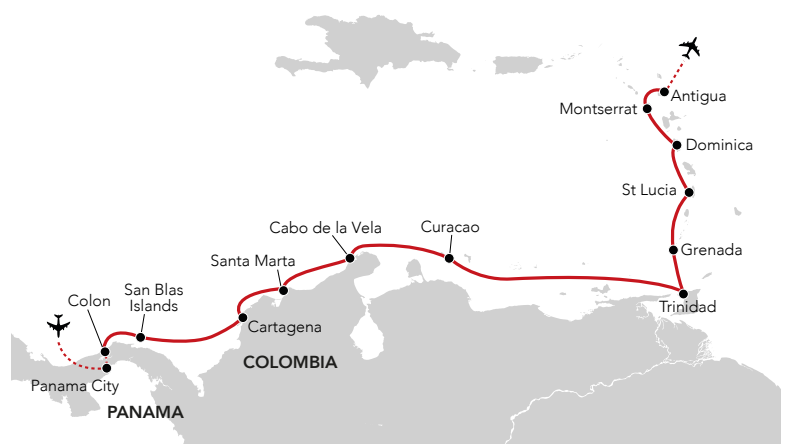 Antigua
Montserrat
Dominica
St Lucia
Cabo de la Vela
Curacao
Grenada
Santa Marta
San Blas
Islands
Colon
Trinidad
Cartagena
COLOMBIA
Panama City
PANAMA